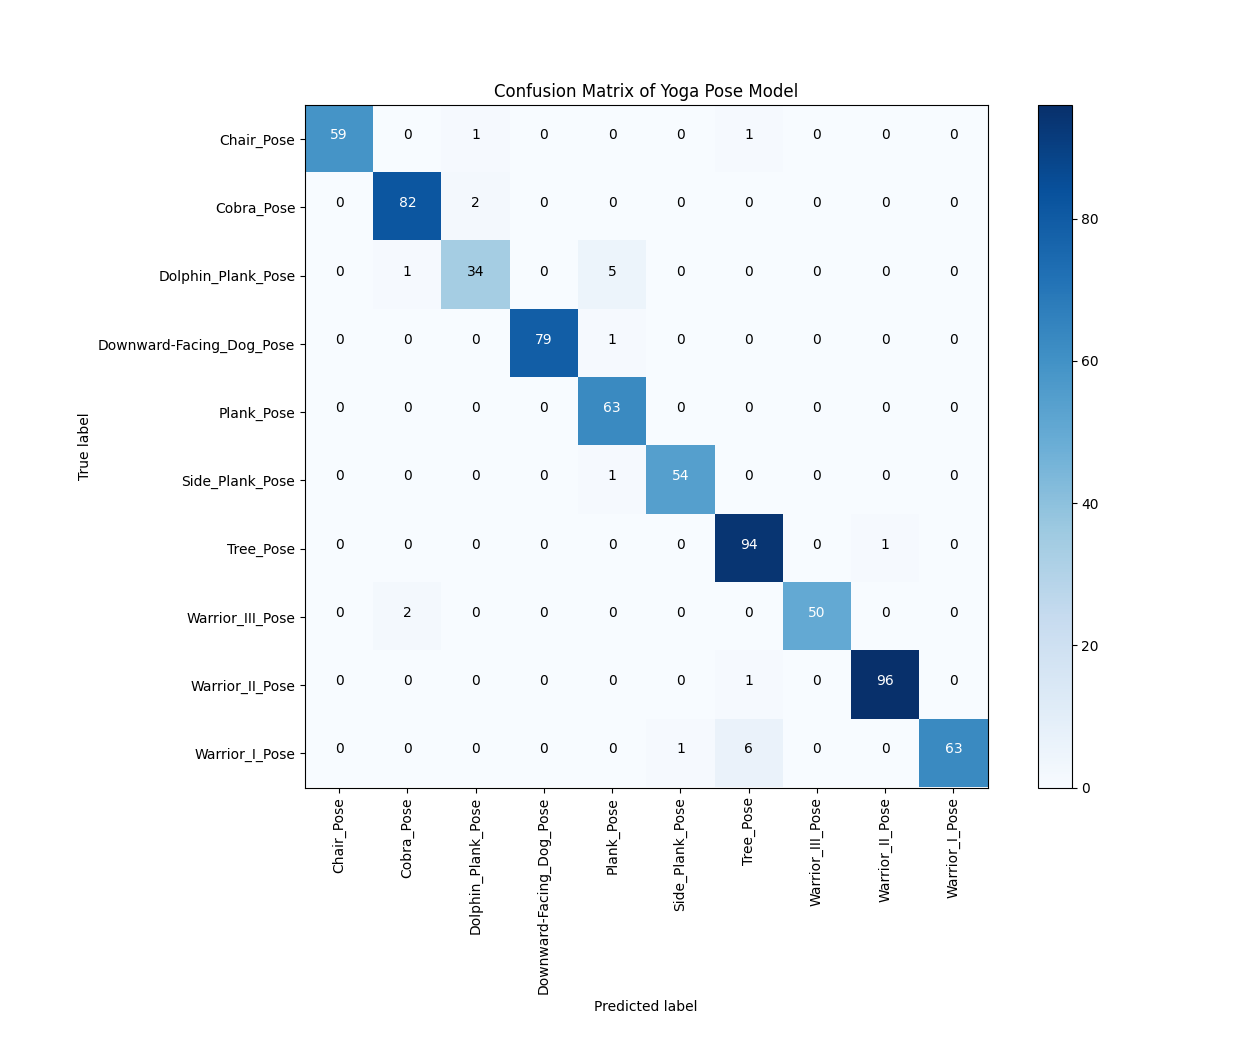 Confusion Matrix of Yoga Pose Model
Chair_Pose 59 0 1 0 0 0 1 0 0 0
Cobra_Pose 0 82 2 0 0 0 0 0 0 0
80
Dolphin_Plank_Pose 0 1 34 0 5 0 0 0 0 0
Downward-Facing_Dog_Pose 0 0 0 79 1 0 0 0 0 0
60
Plank_Pose 0 0 0 0 63 0 0 0 0 0
True label
Side_Plank_Pose 0 0 0 0 1 54 0 0 0 0
40
Tree_Pose 0 0 0 0 0 0 94 0 1 0
Warrior_III_Pose 0 2 0 0 0 0 0 50 0 0
20
Warrior_II_Pose 0 0 0 0 0 0 1 0 96 0
Warrior_I_Pose 0 0 0 0 0 1 6 0 0 63
0
Chair_Pose
Cobra_Pose
Dolphin_Plank_Pose
Downward-Facing_Dog_Pose
Plank_Pose
Side_Plank_Pose
Tree_Pose
Warrior_III_Pose
Warrior_II_Pose
Warrior_I_Pose
Predicted label